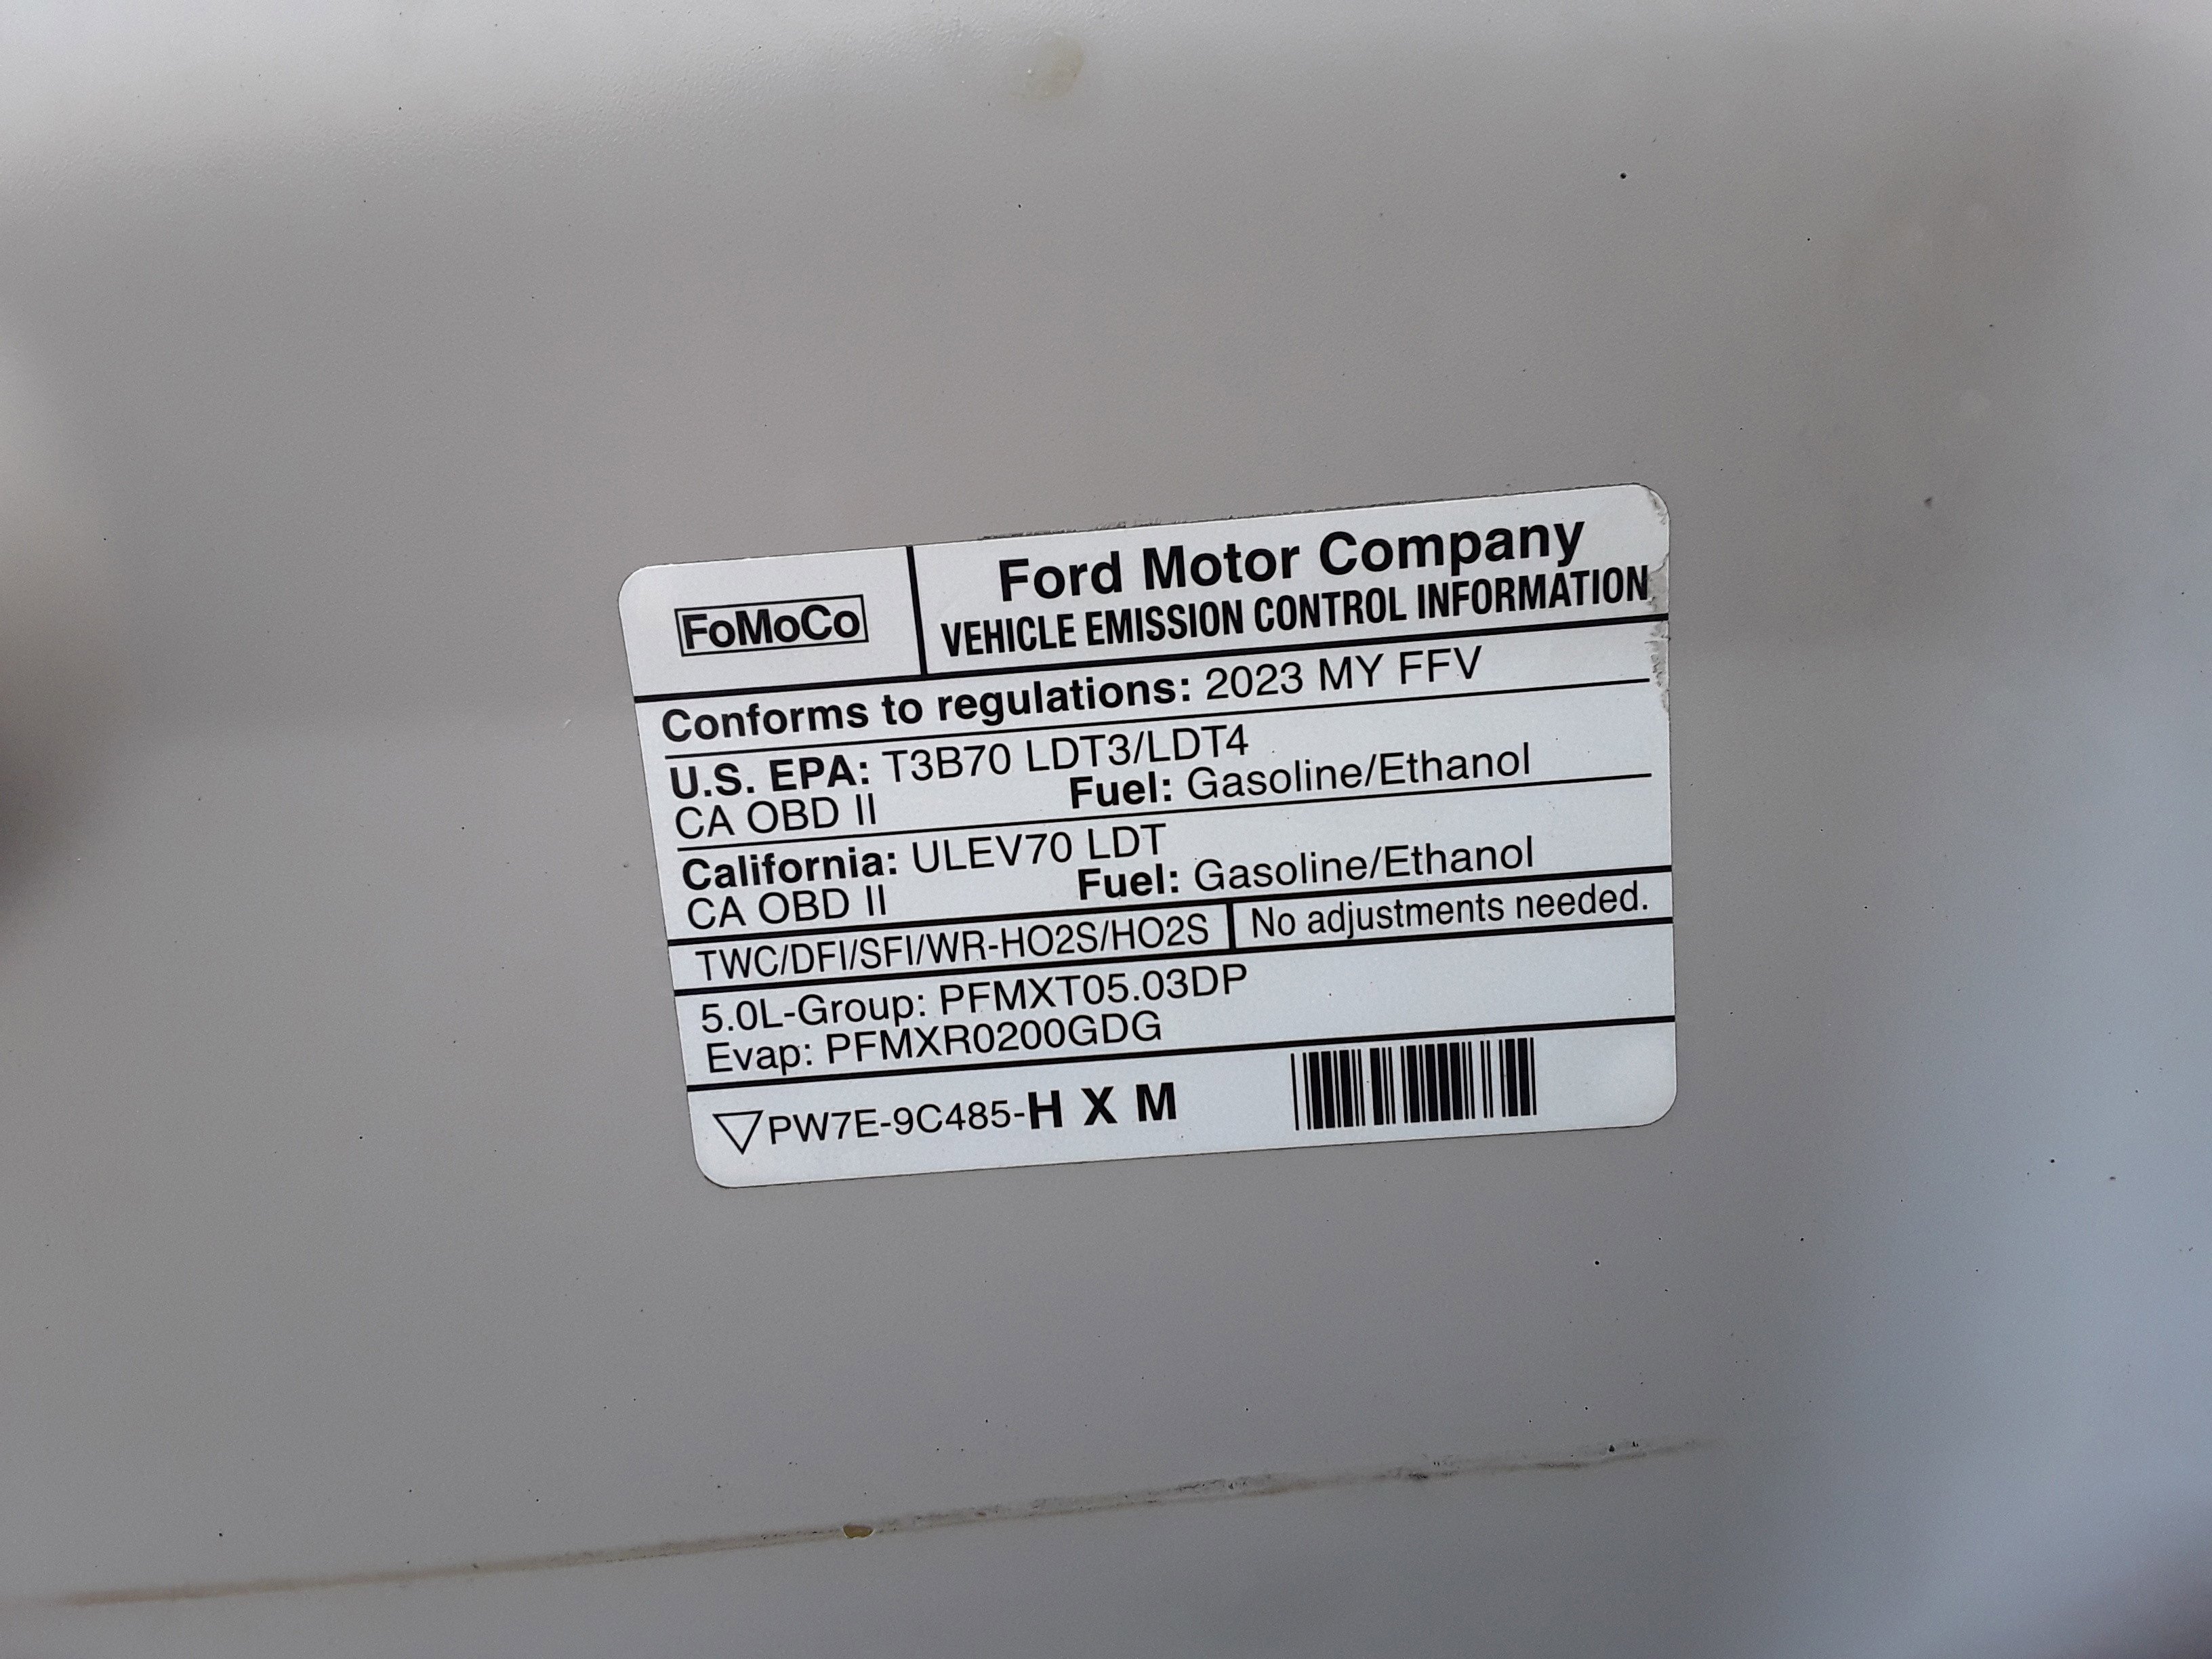 FoMoCo
Ford Motor Company
VEHICLE EMISSION CONTROL INFORMATION
Conforms to regulations: 2023 MY FFV
U.S. EPA: T3B70 LDT3/LDT4
CA OBD II Fuel: Gasoline/Ethanol
California: ULEV70 LDT
CA OBD II Fuel: Gasoline/Ethanol
TWC/DFI/SFI/WR-HO2S/HO2S No adjustments needed.
5.0L-Group: PFMXT05.03DP
Evap: PFMXR0200GDG
PW7E-9C485-H X M